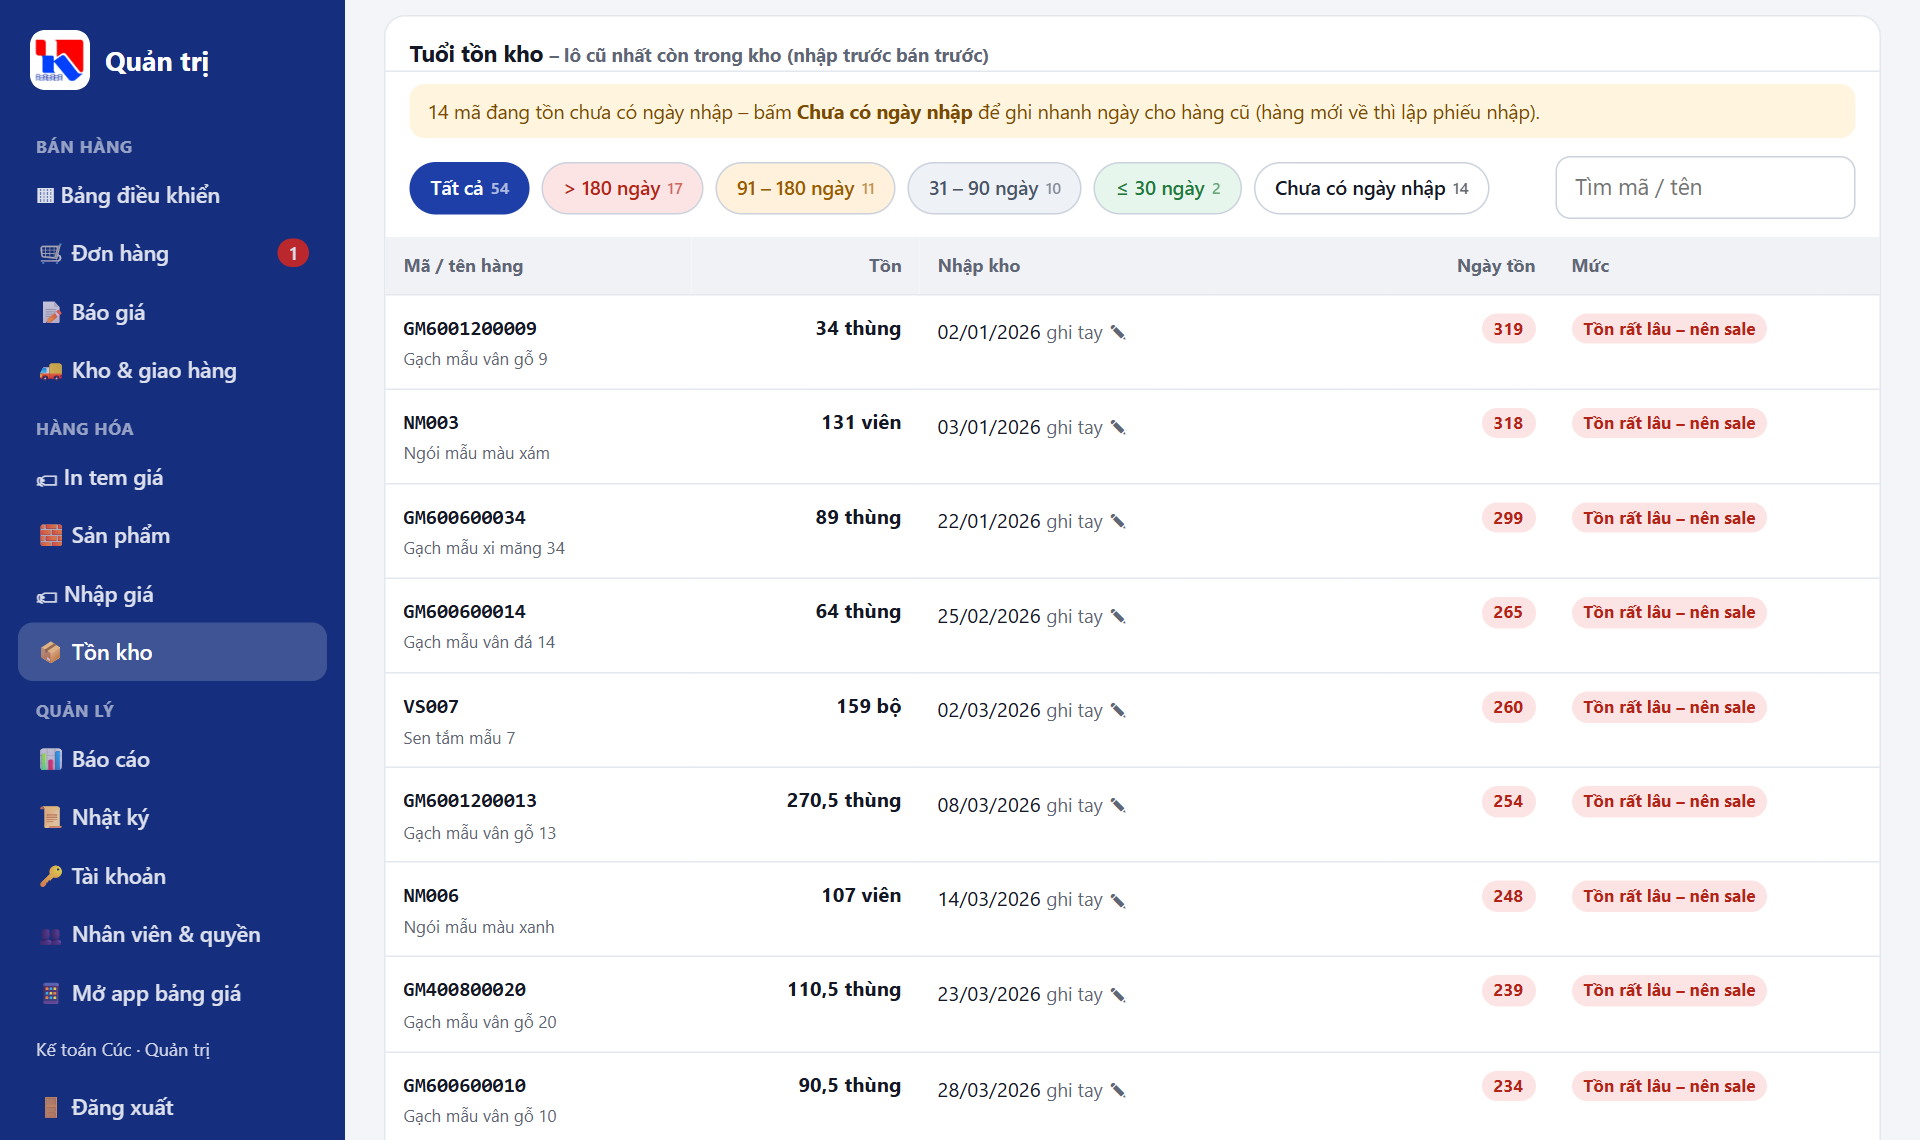 Quản trị
BÁN HÀNG
Bảng điều khiển
Đơn hàng 1
Báo giá
Kho & giao hàng
HÀNG HÓA
In tem giá
Sản phẩm
Nhập giá
Tồn kho
QUẢN LÝ
Báo cáo
Nhật ký
Tài khoản
Nhân viên & quyền
Mở app bảng giá
Kế toán Cúc · Quản trị
Đăng xuất
Tuổi tồn kho – lô cũ nhất còn trong kho (nhập trước bán trước)
14 mã đang tồn chưa có ngày nhập – bấm Chưa có ngày nhập để ghi nhanh ngày cho hàng cũ (hàng mới về thì lập phiếu nhập).
Tất cả 54 > 180 ngày 17 91 – 180 ngày 11 31 – 90 ngày 10 ≤ 30 ngày 2 Chưa có ngày nhập 14 Tìm mã / tên
Mã / tên hàng Tồn Nhập kho Ngày tồn Mức
GM6001200009 34 thùng 02/01/2026 ghi tay 319 Tồn rất lâu – nên sale
Gạch mẫu vân gỗ 9
NM003 131 viên 03/01/2026 ghi tay 318 Tồn rất lâu – nên sale
Ngói mẫu màu xám
GM600600034 89 thùng 22/01/2026 ghi tay 299 Tồn rất lâu – nên sale
Gạch mẫu xi măng 34
GM600600014 64 thùng 25/02/2026 ghi tay 265 Tồn rất lâu – nên sale
Gạch mẫu vân đá 14
VS007 159 bộ 02/03/2026 ghi tay 260 Tồn rất lâu – nên sale
Sen tắm mẫu 7
GM6001200013 270,5 thùng 08/03/2026 ghi tay 254 Tồn rất lâu – nên sale
Gạch mẫu vân gỗ 13
NM006 107 viên 14/03/2026 ghi tay 248 Tồn rất lâu – nên sale
Ngói mẫu màu xanh
GM400800020 110,5 thùng 23/03/2026 ghi tay 239 Tồn rất lâu – nên sale
Gạch mẫu vân gỗ 20
GM600600010 90,5 thùng 28/03/2026 ghi tay 234 Tồn rất lâu – nên sale
Gạch mẫu vân gỗ 10